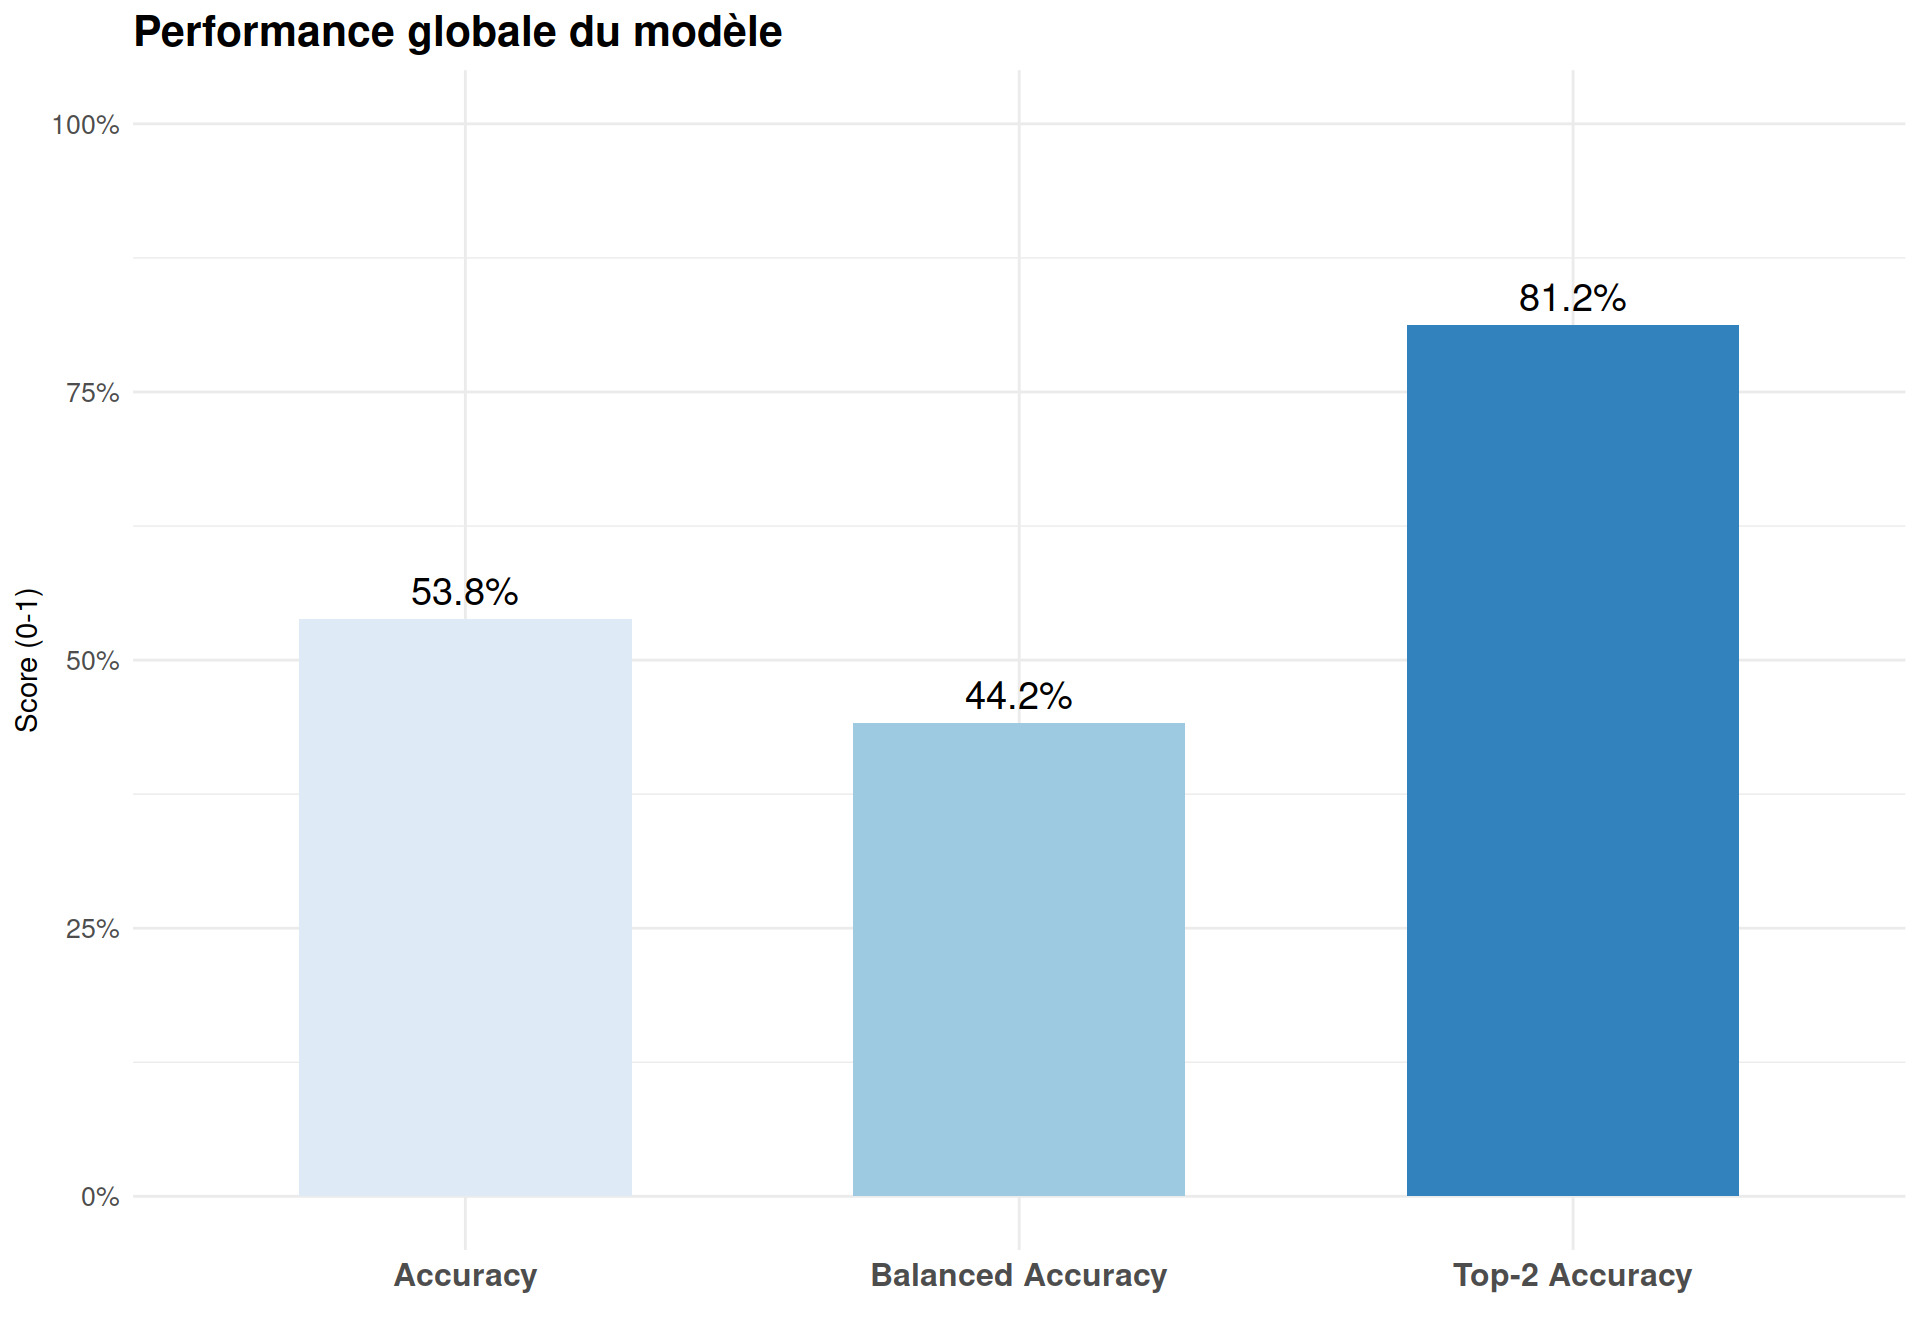 Performance globale du modèle
100%
75%
50%
25%
0%
Score (0-1)
53.8%
44.2%
81.2%
Accuracy
Balanced Accuracy
Top-2 Accuracy